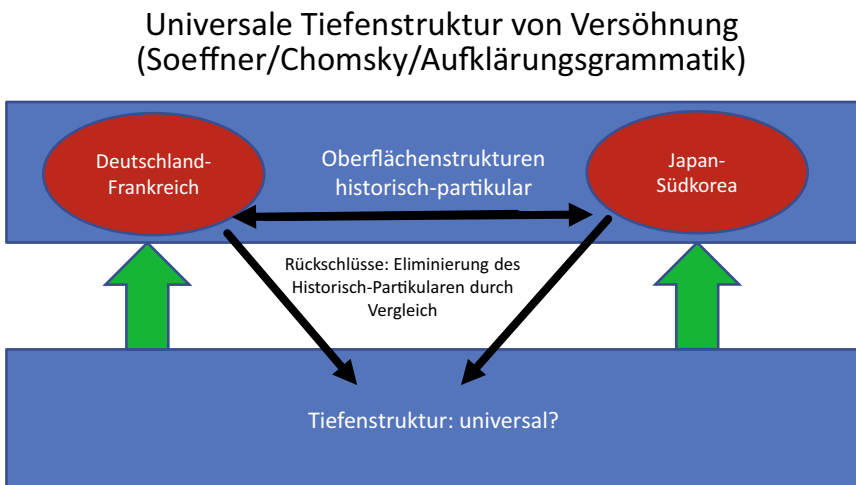 Universale Tiefenstruktur von Versöhnung
(Soeffner/Chomsky/Aufklärungsgrammatik)
Deutschland-
Frankreich
Oberflächenstrukturen
historisch-partikular
Japan-
Südkorea
Rückschlüsse: Eliminierung des
Historisch-Partikularen durch
Vergleich
Tiefenstruktur: universal?